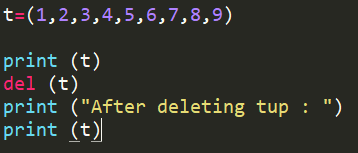 t=(1,2,3,4,5,6,7,8,9)
print (t)
del (t)
print ("After deleting tup : ")
print (t)